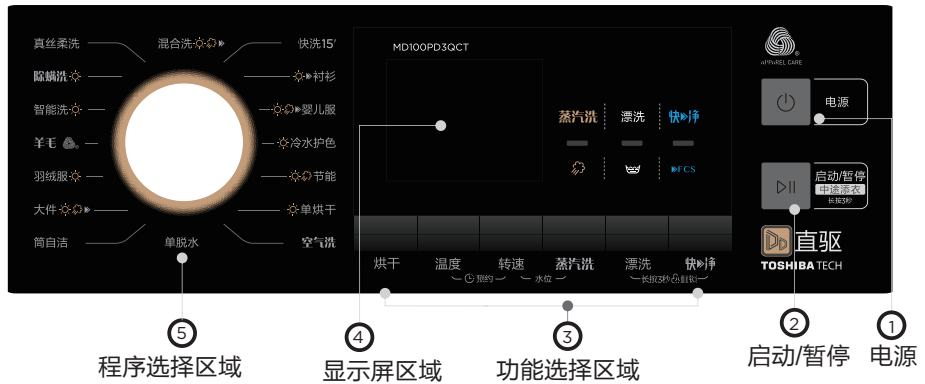 MD100PD3QCT
真丝柔洗
除螨洗
智能洗
羊毛
羽绒服
大件
筒自洁
混合洗
单脱水
快洗15'
衬衫
婴儿服
冷水护色
节能
单烘干
空气洗
蒸汽洗 漂洗 快净
FCS
烘干 温度 转速 蒸汽洗 漂洗 快净
预约 水位 长按3秒 童锁
APPAREL CARE
电源
启动/暂停
中途添衣
长按3秒
直驱
TOSHIBA TECH
⑤
程序选择区域
④
显示屏区域
③
功能选择区域
②
启动/暂停
①
电源